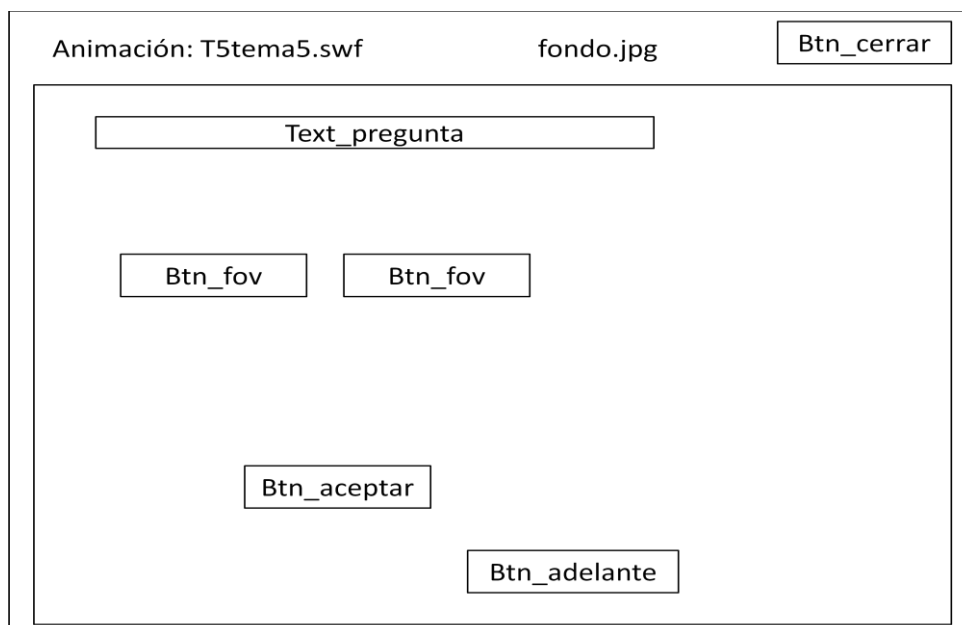 Animación: T5tema5.swf fondo.jpg Btn_cerrar
Text_pregunta
Btn_fov Btn_fov
Btn_aceptar
Btn_adelante